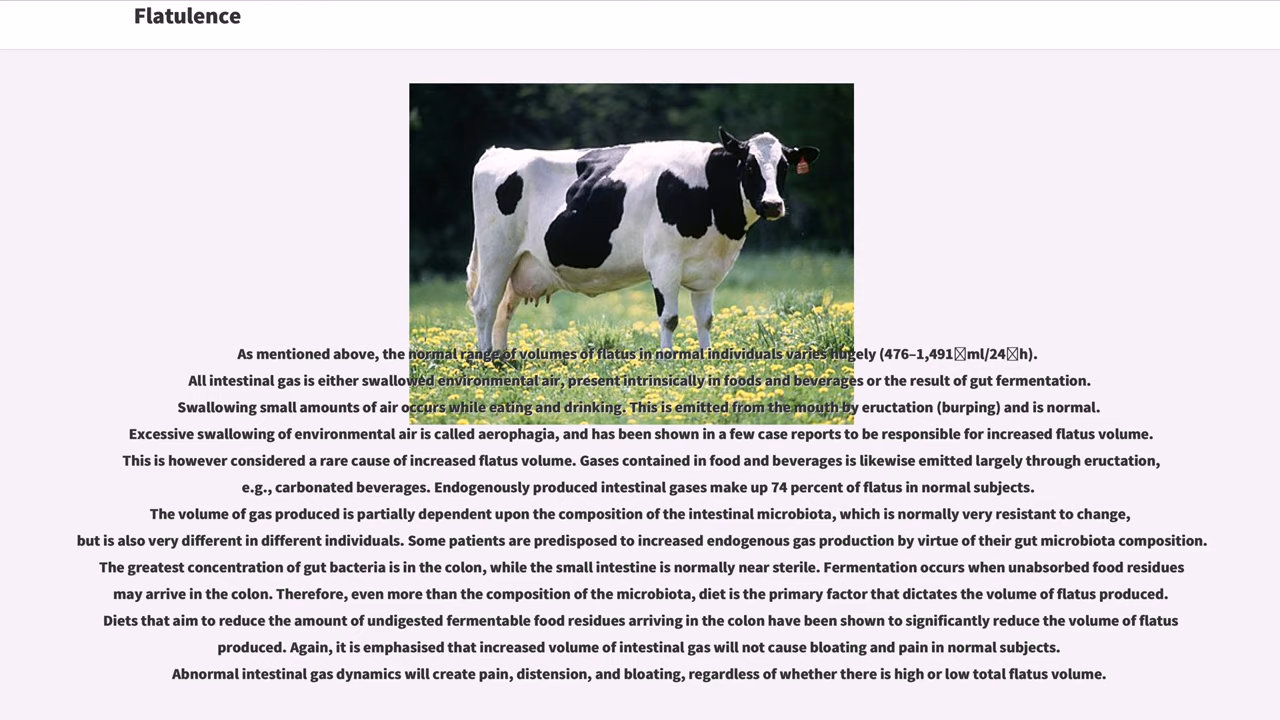 Flatulence
As mentioned above, the normal range of volumes of flatus in normal individuals varies hugely (476–1,491 ml/24 h).
All intestinal gas is either swallowed environmental air, present intrinsically in foods and beverages or the result of gut fermentation.
Swallowing small amounts of air occurs while eating and drinking. This is emitted from the mouth by eructation (burping) and is normal.
Excessive swallowing of environmental air is called aerophagia, and has been shown in a few case reports to be responsible for increased flatus volume.
This is however considered a rare cause of increased flatus volume. Gases contained in food and beverages is likewise emitted largely through eructation,
e.g., carbonated beverages. Endogenously produced intestinal gases make up 74 percent of flatus in normal subjects.
The volume of gas produced is partially dependent upon the composition of the intestinal microbiota, which is normally very resistant to change,
but is also very different in different individuals. Some patients are predisposed to increased endogenous gas production by virtue of their gut microbiota composition.
The greatest concentration of gut bacteria is in the colon, while the small intestine is normally near sterile. Fermentation occurs when unabsorbed food residues
may arrive in the colon. Therefore, even more than the composition of the microbiota, diet is the primary factor that dictates the volume of flatus produced.
Diets that aim to reduce the amount of undigested fermentable food residues arriving in the colon have been shown to significantly reduce the volume of flatus
produced. Again, it is emphasised that increased volume of intestinal gas will not cause bloating and pain in normal subjects.
Abnormal intestinal gas dynamics will create pain, distension, and bloating, regardless of whether there is high or low total flatus volume.